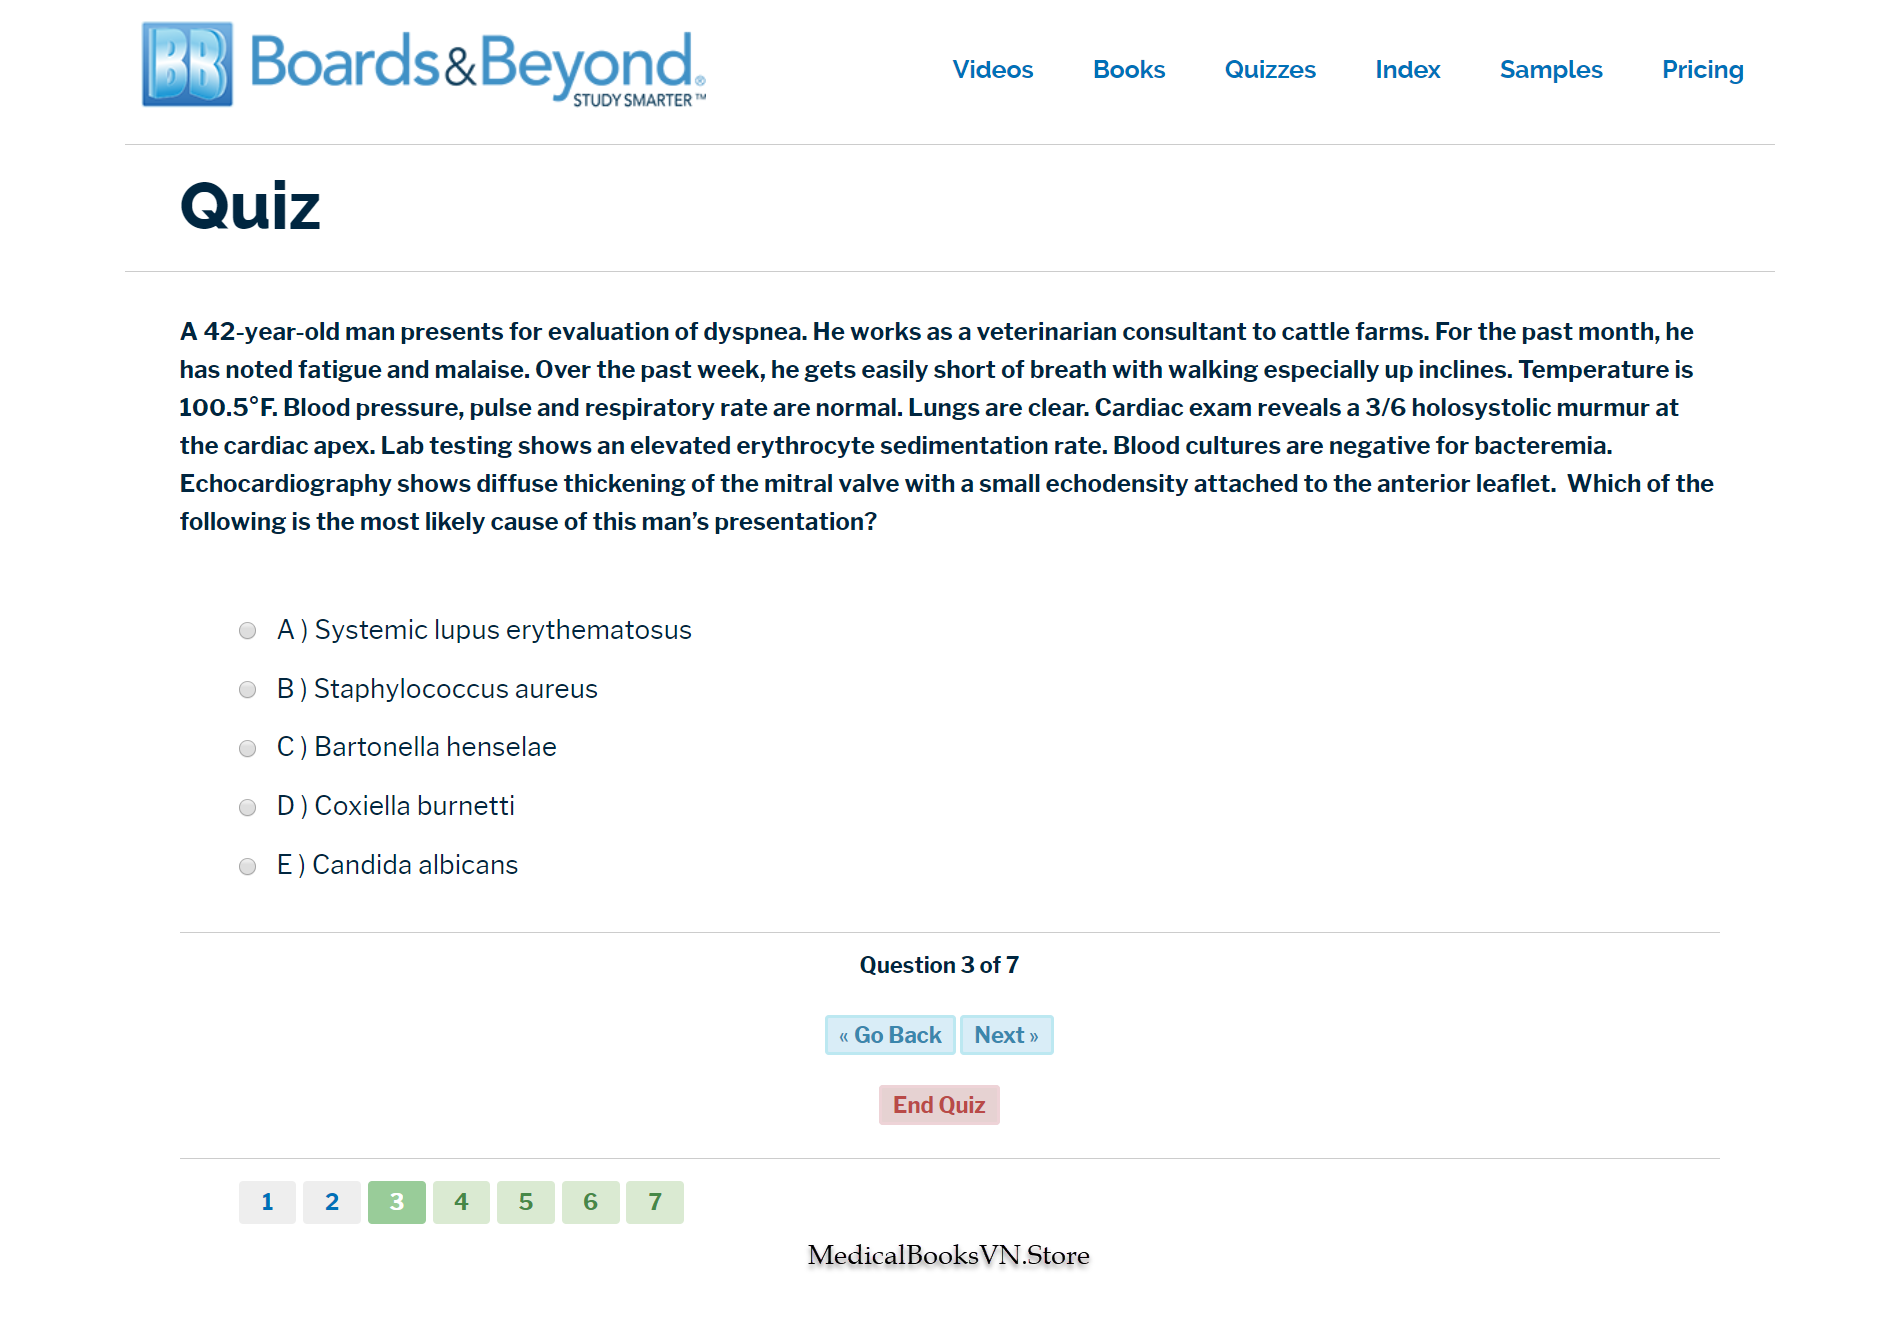 BB Boards&Beyond®
STUDY SMARTER™
Videos Books Quizzes Index Samples Pricing
Quiz
A 42-year-old man presents for evaluation of dyspnea. He works as a veterinarian consultant to cattle farms. For the past month, he
has noted fatigue and malaise. Over the past week, he gets easily short of breath with walking especially up inclines. Temperature is
100.5°F. Blood pressure, pulse and respiratory rate are normal. Lungs are clear. Cardiac exam reveals a 3/6 holosystolic murmur at
the cardiac apex. Lab testing shows an elevated erythrocyte sedimentation rate. Blood cultures are negative for bacteremia.
Echocardiography shows diffuse thickening of the mitral valve with a small echodensity attached to the anterior leaflet.  Which of the
following is the most likely cause of this man’s presentation?
A ) Systemic lupus erythematosus
B ) Staphylococcus aureus
C ) Bartonella henselae
D ) Coxiella burnetti
E ) Candida albicans
Question 3 of 7
« Go Back Next »
End Quiz
1 2 3 4 5 6 7
MedicalBooksVN.Store